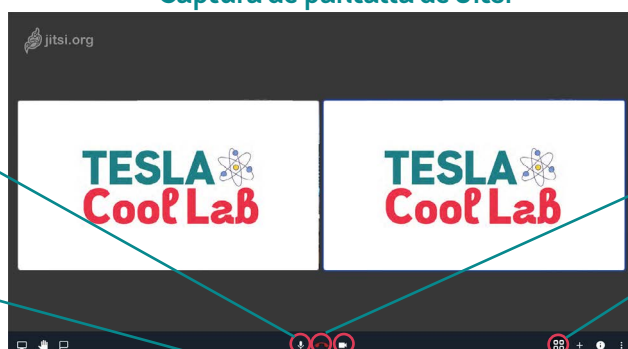 Captura de pantalla de Jitsi
jitsi.org
TESLA
Cool Lab
TESLA
Cool Lab